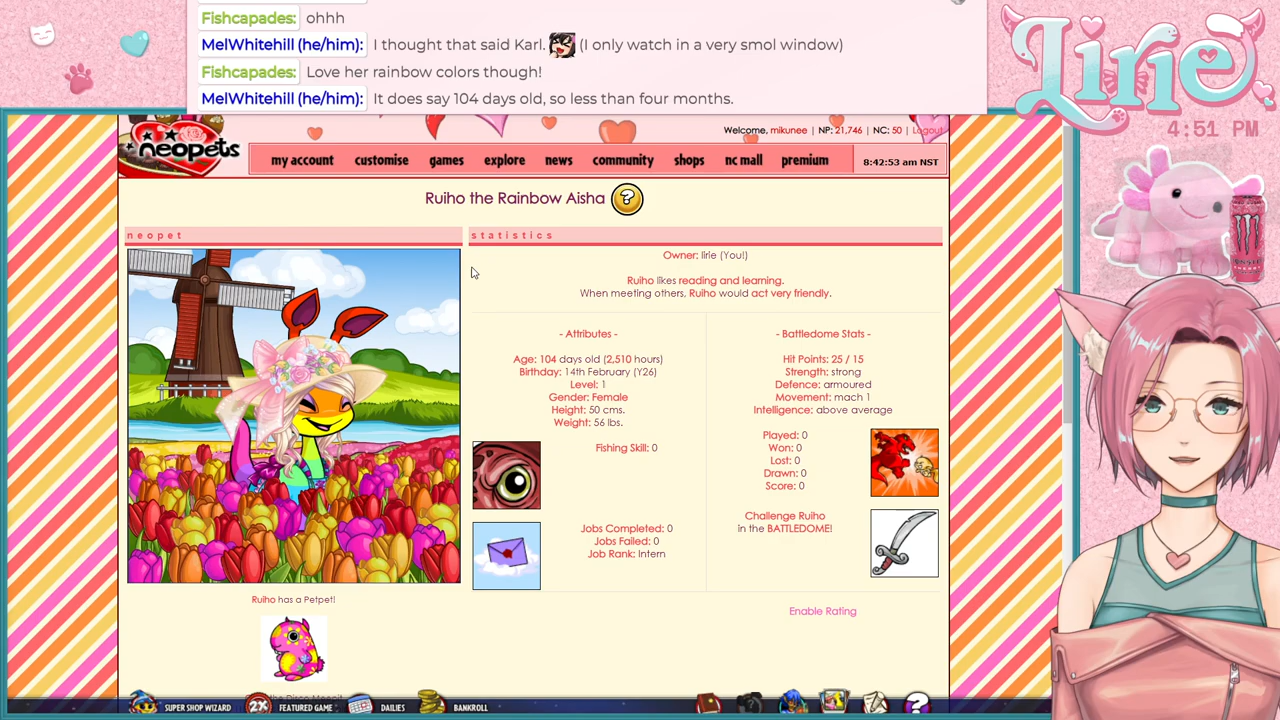 Fishcapades: ohhh
MelWhitehill (he/him): I thought that said Karl. (I only watch in a very smol window)
Fishcapades: Love her rainbow colors though!
MelWhitehill (he/him): It does say 104 days old, so less than four months.
Lirie
4:51 PM
neopets
Welcome, mikunee | NP: 21,746 | NC: 50 | Logout
my account customise games explore news community shops nc mall premium
8:42:53 am NST
Ruiho the Rainbow Aisha
neopet
statistics
Owner: lirie (You!)
Ruiho likes reading and learning.
When meeting others, Ruiho would act very friendly.
- Attributes -
Age: 104 days old (2,510 hours)
Birthday: 14th February (Y26)
Level: 1
Gender: Female
Height: 50 cms.
Weight: 56 lbs.
Fishing Skill: 0
Jobs Completed: 0
Jobs Failed: 0
Job Rank: Intern
- Battledome Stats -
Hit Points: 25 / 15
Strength: strong
Defence: armoured
Movement: mach 1
Intelligence: above average
Played: 0
Won: 0
Lost: 0
Drawn: 0
Score: 0
Challenge Ruiho
in the BATTLEDOME!
Enable Rating
Ruiho has a Petpet!
SUPER SHOP WIZARD
2X FEATURED GAME
DAILIES
BANKROLL